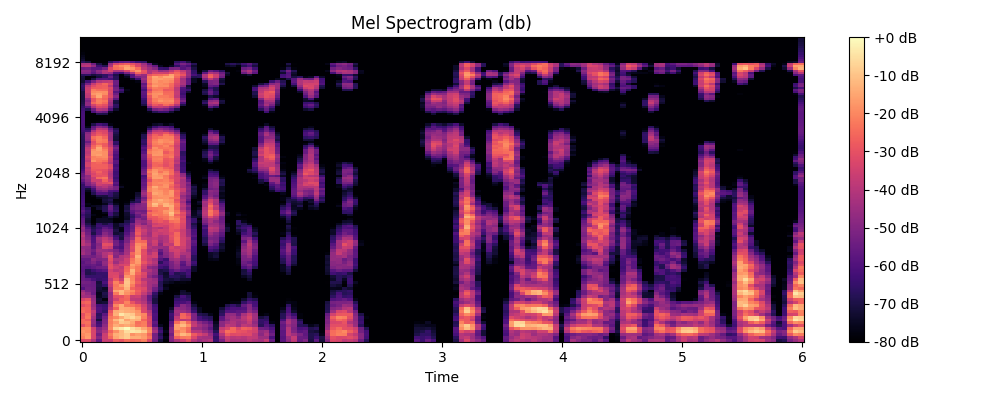 Mel Spectrogram (db)
Hz
8192
4096
2048
1024
512
0
0 1 2 3 4 5 6
Time
+0 dB
-10 dB
-20 dB
-30 dB
-40 dB
-50 dB
-60 dB
-70 dB
-80 dB